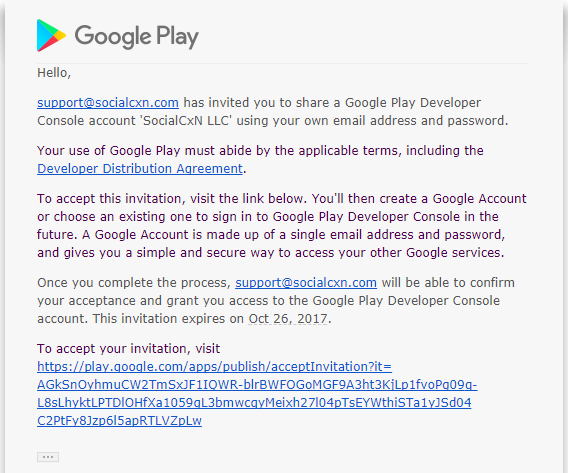 Google Play
Hello,
support@socialcxn.com has invited you to share a Google Play Developer
Console account 'SocialCxN LLC' using your own email address and password.
Your use of Google Play must abide by the applicable terms, including the
Developer Distribution Agreement.
To accept this invitation, visit the link below. You'll then create a Google Account
or choose an existing one to sign in to Google Play Developer Console in the
future. A Google Account is made up of a single email address and password,
and gives you a simple and secure way to access your other Google services.
Once you complete the process, support@socialcxn.com will be able to confirm
your acceptance and grant you access to the Google Play Developer Console
account. This invitation expires on Oct 26, 2017.
To accept your invitation, visit
https://play.google.com/apps/publish/acceptInvitation?it=
AGkSnOyhmuCW2TmSxJF1IQWR-blrBWFOGoMGF9A3ht3KjLp1fvoPg09q-
L8sLhyktLPTDlOHfXa1059gL3bmwcgyMeixh27l04pTsEYWthiSTa1yJSd04
C2PtFy8Jzp6l5apRTLVZpLw